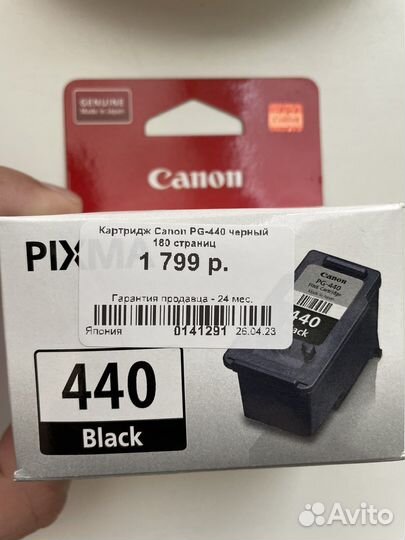 GENUINE
Made in Japan
Canon
PIXMA
Картридж Canon PG-440 черный
180 страниц
1 799 р.
Гарантия продавца - 24 мес.
Япония 0141291 26.04.23
440
Black
Canon
PG-440
440
Black
Avito